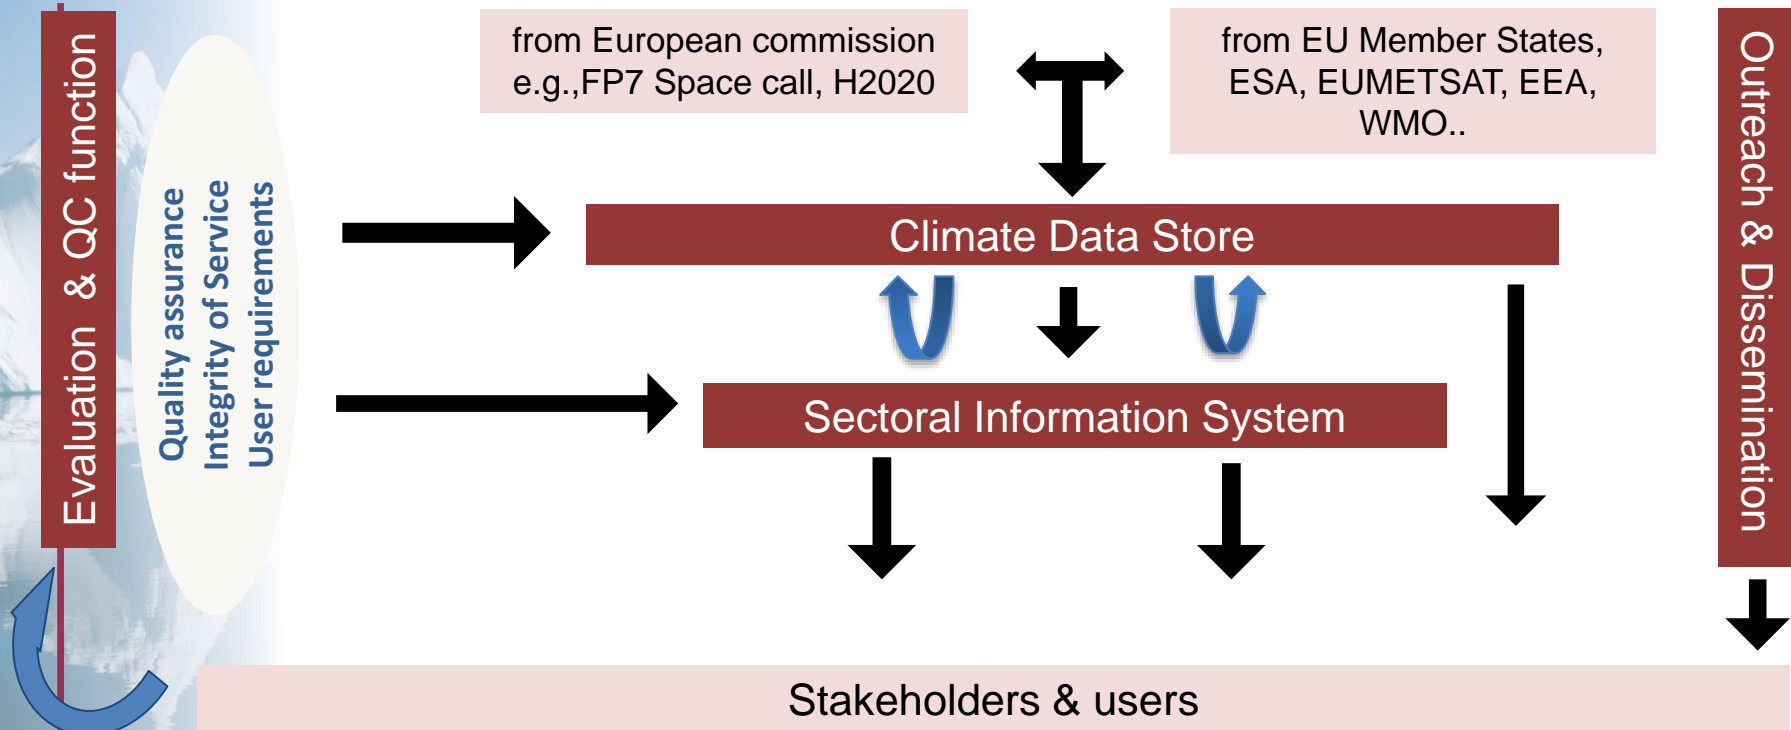 Evaluation & QC function
Quality assurance
Integrity of Service
User requirements
from European commission
e.g.,FP7 Space call, H2020
from EU Member States,
ESA, EUMETSAT, EEA,
WMO..
Climate Data Store
Sectoral Information System
Outreach & Dissemination
Stakeholders & users